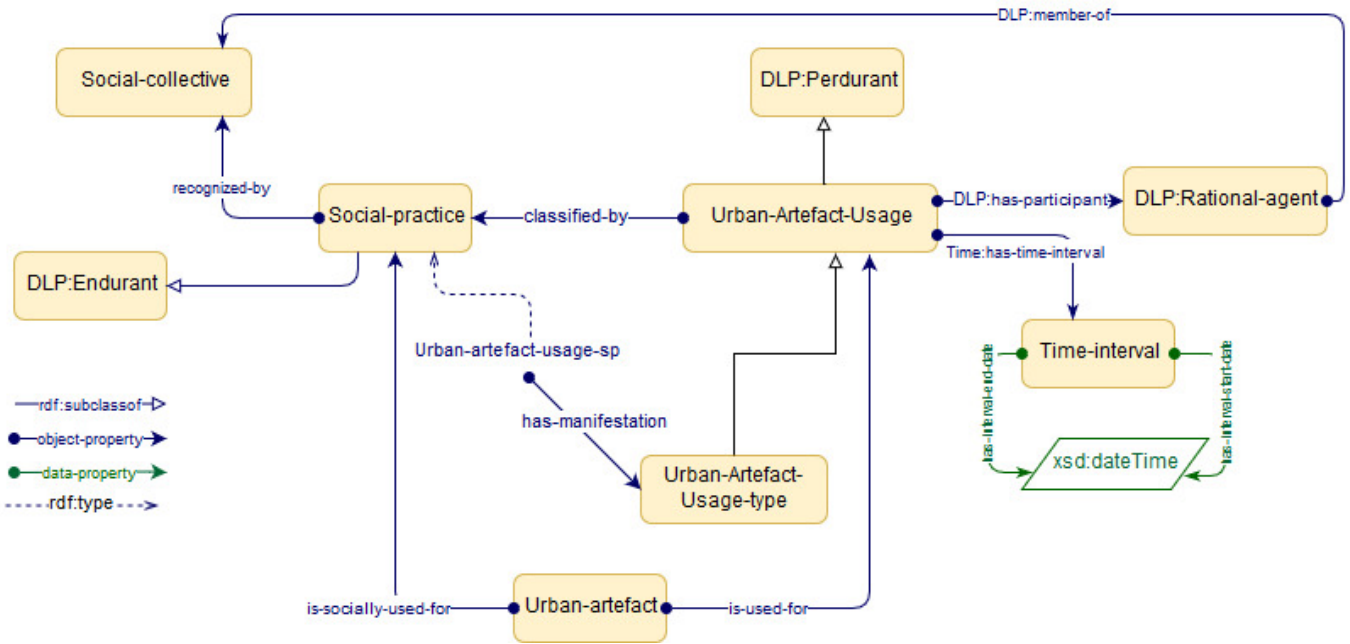 DLP:member-of
Social-collective
DLP:Perdurant
recognized-by
Social-practice
classified-by
Urban-Artefact-Usage
DLP:has-participant
DLP:Rational-agent
Time:has-time-interval
DLP:Endurant
Urban-artefact-usage-sp
Time-interval
has-interval-end-date
has-interval-start-date
rdf:subclassof
object-property
data-property
rdf:type
has-manifestation
xsd:dateTime
Urban-Artefact-
Usage-type
is-socially-used-for
Urban-artefact
is-used-for